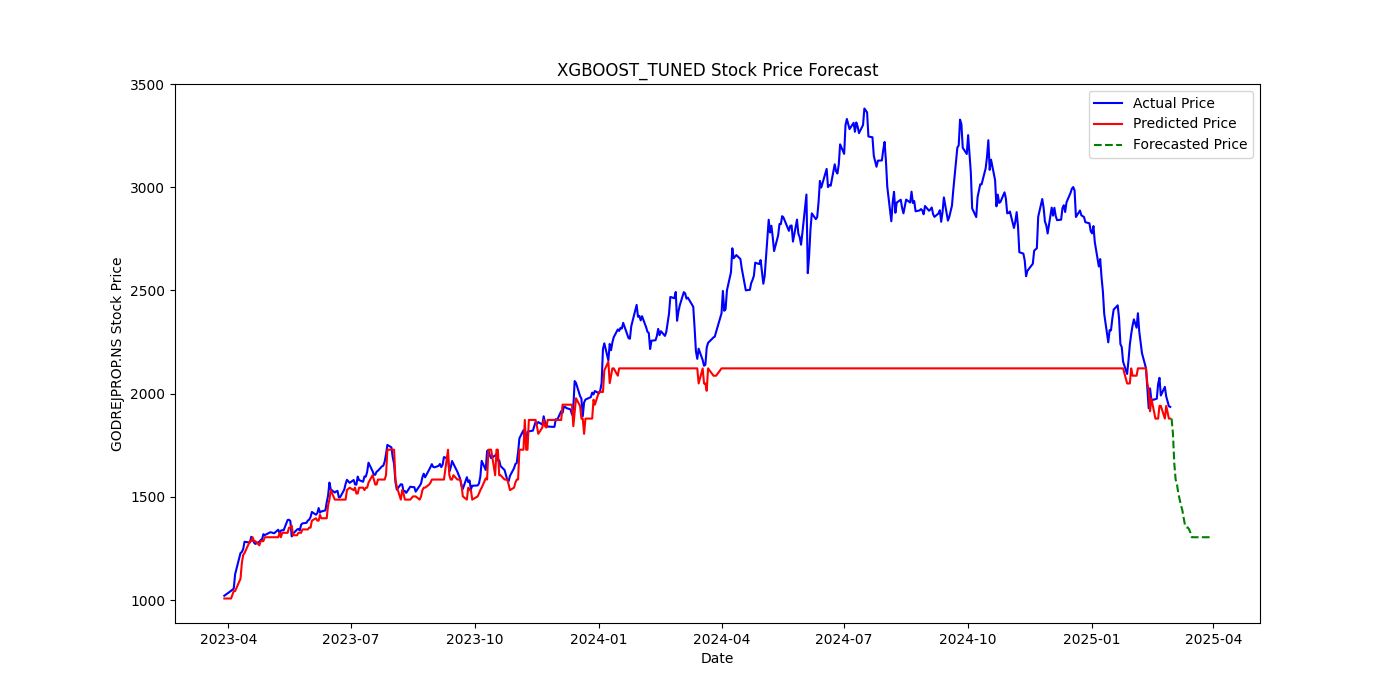 XGBOOST_TUNED Stock Price Forecast
3500
3000
2500
2000
1500
1000
GODREJPROP.NS Stock Price
Actual Price
Predicted Price
Forecasted Price
2023-04
2023-07
2023-10
2024-01
2024-04
2024-07
2024-10
2025-01
2025-04
Date